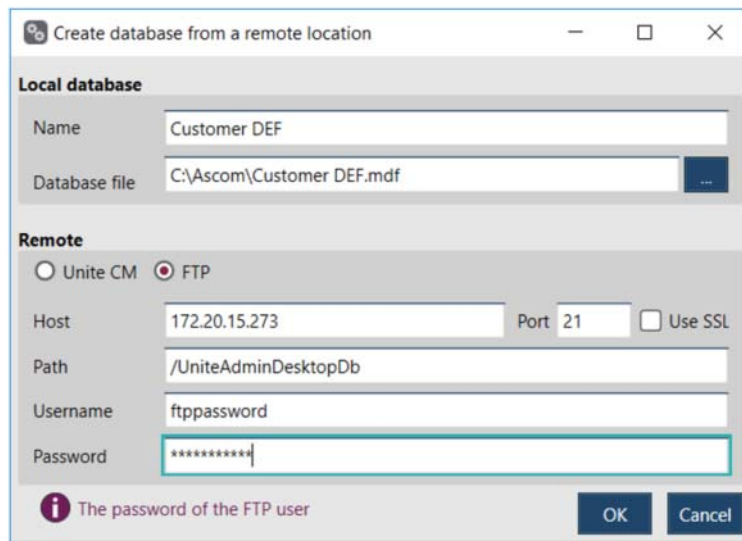 Create database from a remote location
Local database
Name Customer DEF
Database file C:\Ascom\Customer DEF.mdf ...
Remote
Unite CM FTP
Host 172.20.15.273 Port 21 Use SSL
Path /UniteAdminDesktopDb
Username ftppassword
Password ***********
The password of the FTP user OK Cancel